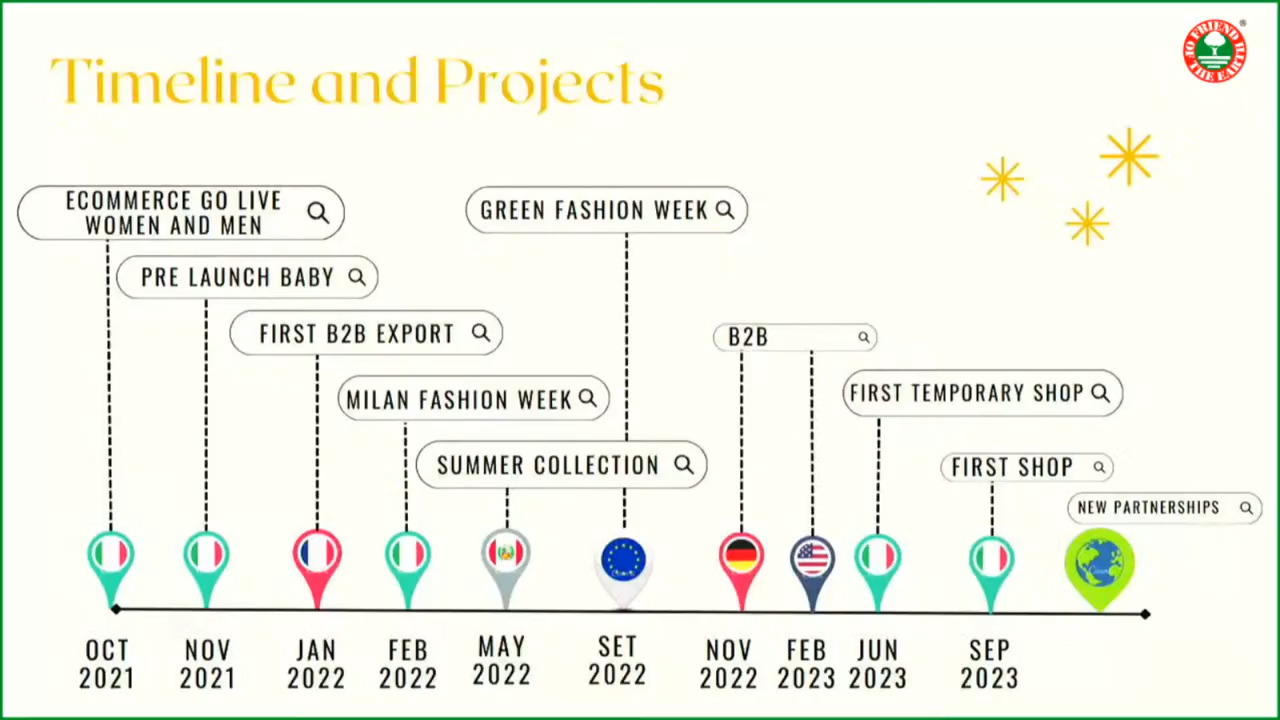 Timeline and Projects
ECOMMERCE GO LIVE
WOMEN AND MEN
PRE LAUNCH BABY
FIRST B2B EXPORT
MILAN FASHION WEEK
GREEN FASHION WEEK
SUMMER COLLECTION
B2B
FIRST TEMPORARY SHOP
FIRST SHOP
NEW PARTNERSHIPS
OCT
2021
NOV
2021
JAN
2022
FEB
2022
MAY
2022
SET
2022
NOV
2022
FEB
2023
JUN
2023
SEP
2023